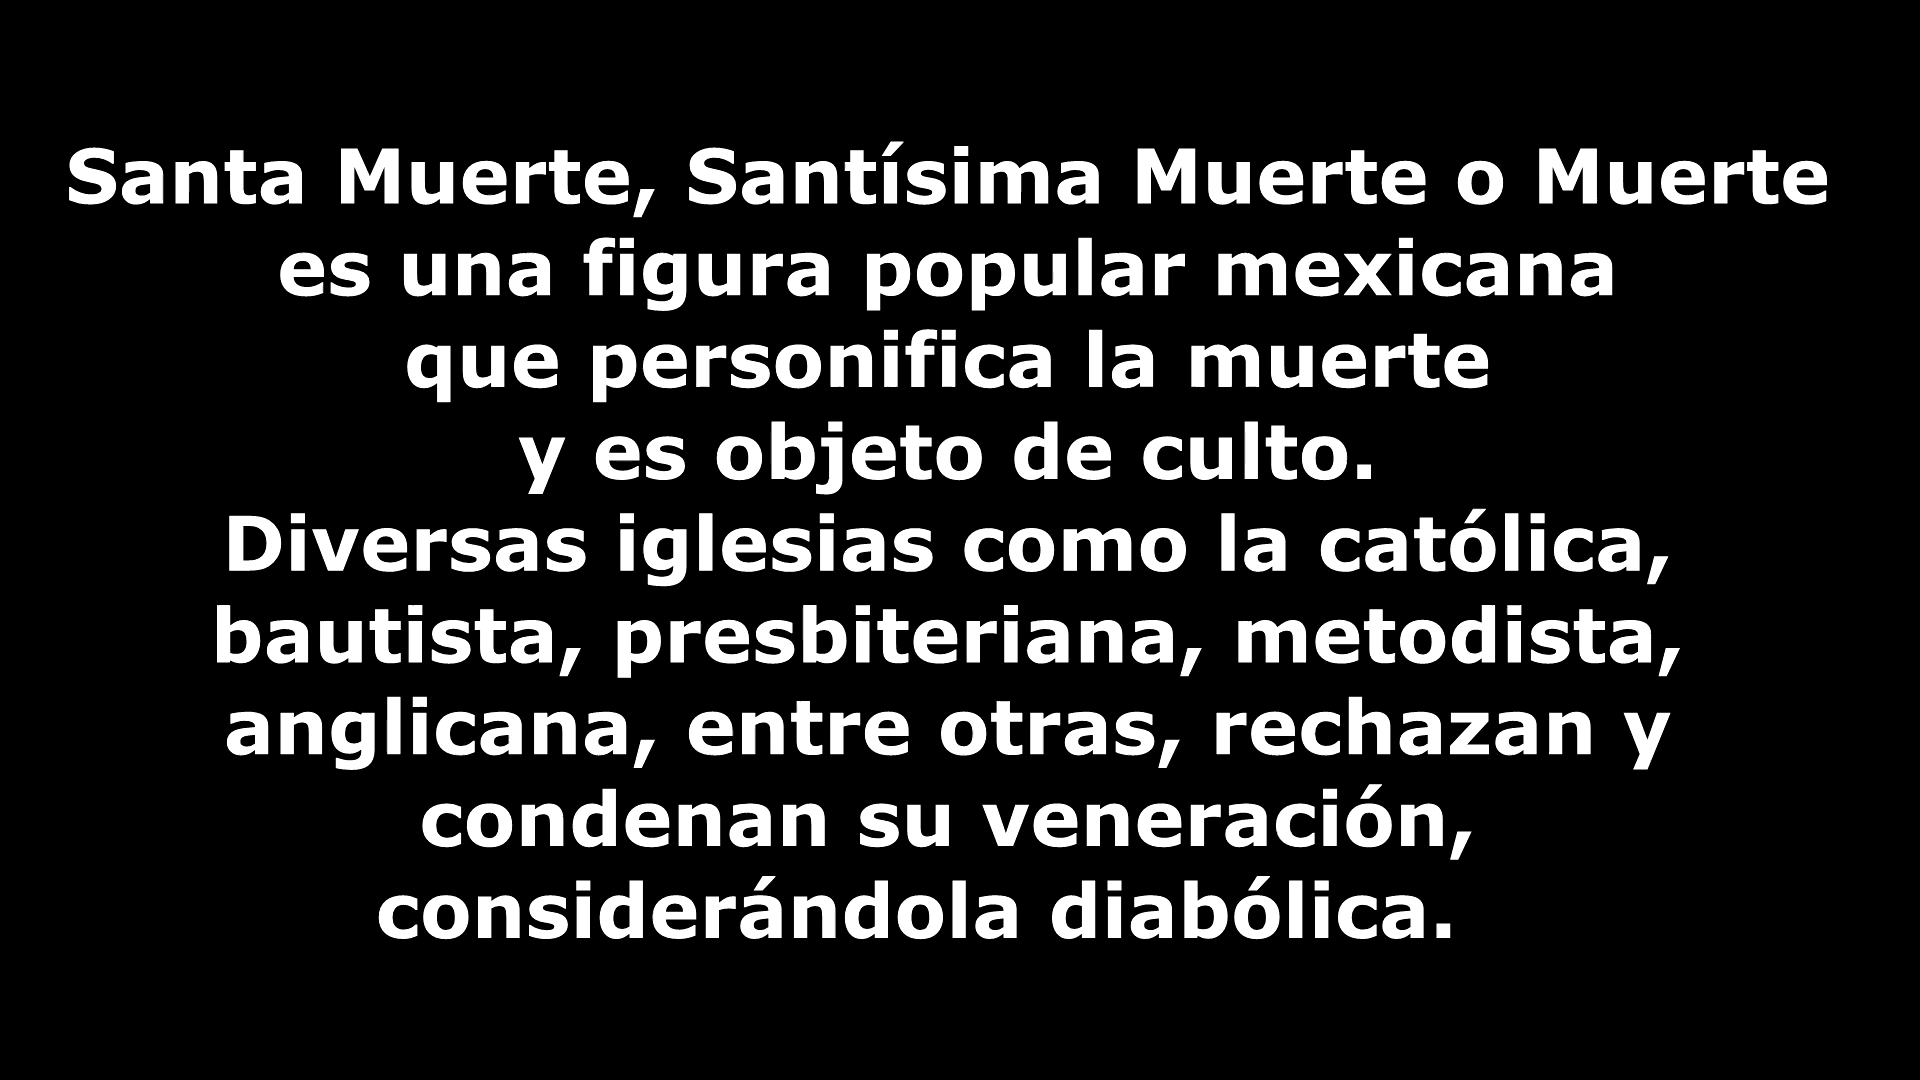 Santa Muerte, Santísima Muerte o Muerte
es una figura popular mexicana
que personifica la muerte
y es objeto de culto.
Diversas iglesias como la católica,
bautista, presbiteriana, metodista,
anglicana, entre otras, rechazan y
condenan su veneración,
considerándola diabólica.